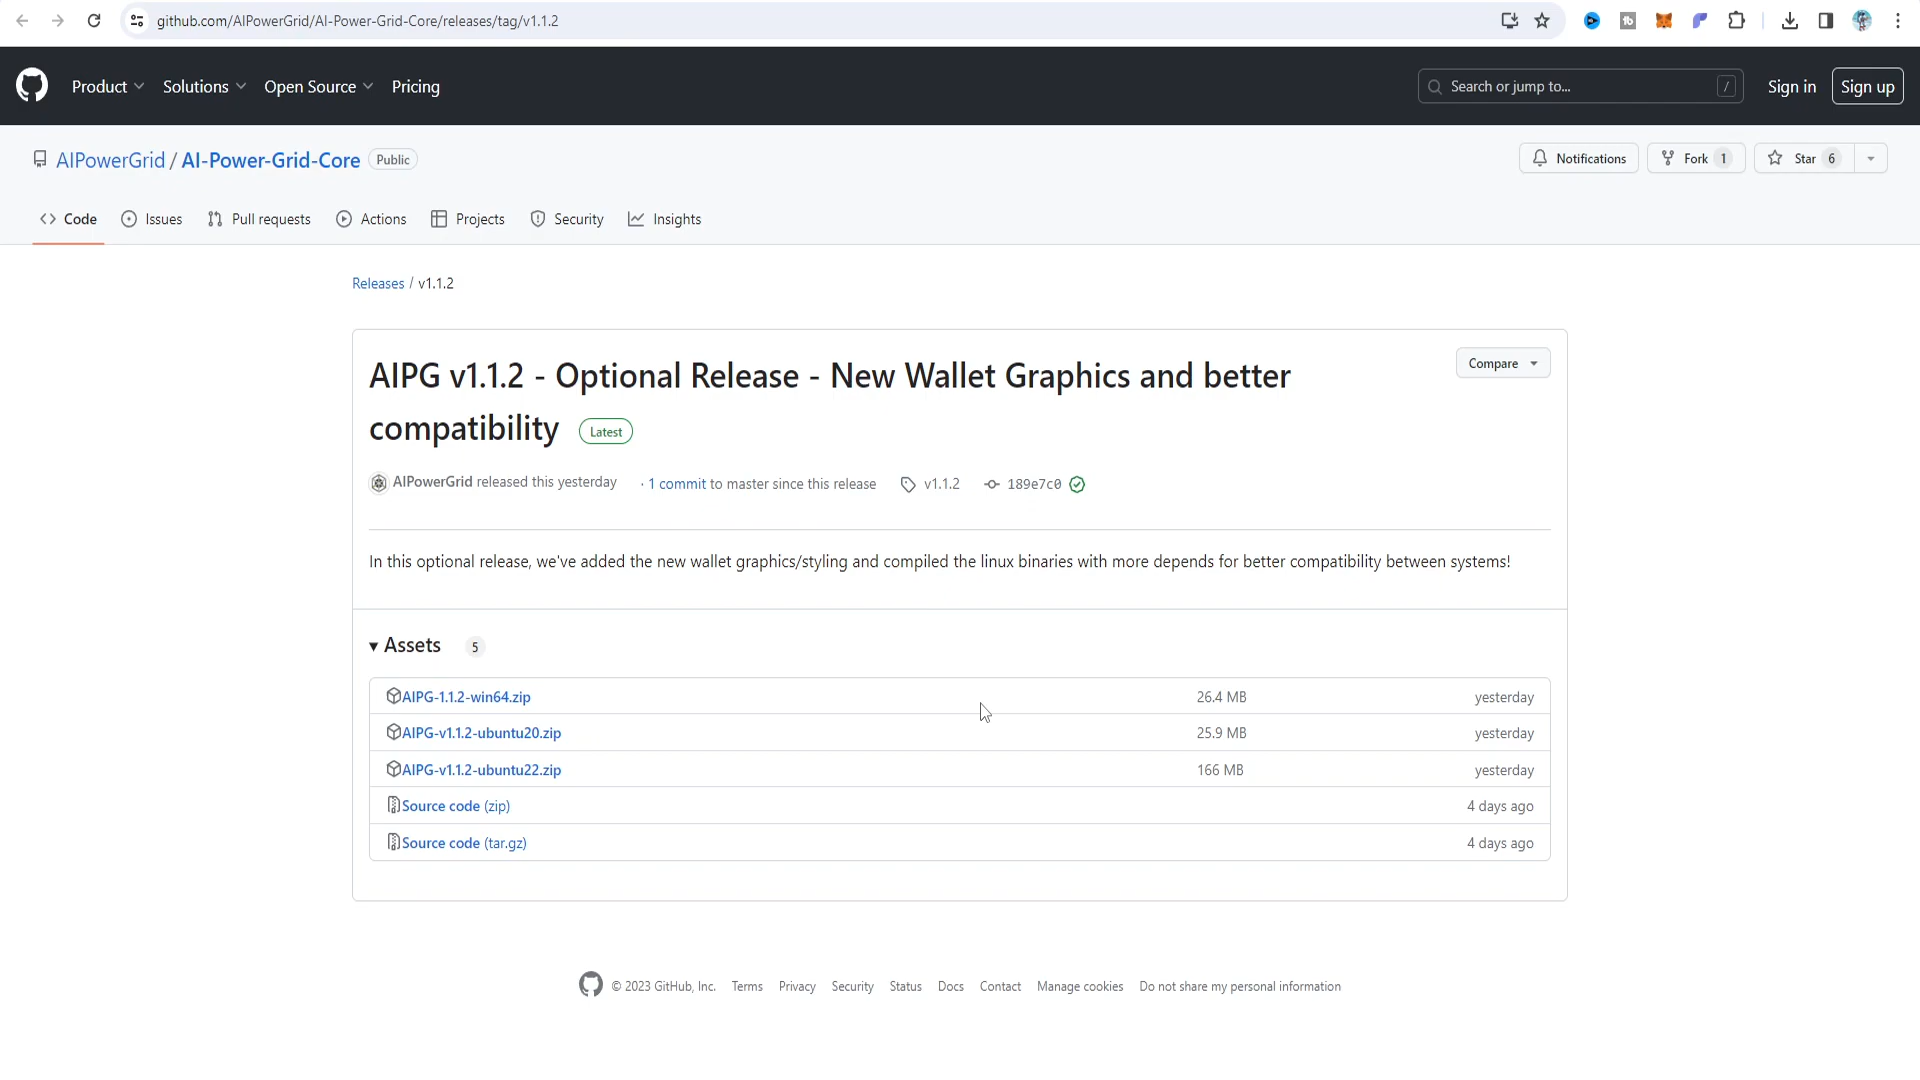 github.com/AIPowerGrid/AI-Power-Grid-Core/releases/tag/v1.1.2
Product Solutions Open Source Pricing Search or jump to... / Sign in Sign up
AIPowerGrid / AI-Power-Grid-Core Public Notifications Fork 1 Star 6
Code Issues Pull requests Actions Projects Security Insights
Releases / v1.1.2
AIPG v1.1.2 - Optional Release - New Wallet Graphics and better Compare
compatibility Latest
AIPowerGrid released this yesterday · 1 commit to master since this release v1.1.2 189e7c0
In this optional release, we've added the new wallet graphics/styling and compiled the linux binaries with more depends for better compatibility between systems!
Assets 5
AIPG-1.1.2-win64.zip 26.4 MB yesterday
AIPG-v1.1.2-ubuntu20.zip 25.9 MB yesterday
AIPG-v1.1.2-ubuntu22.zip 166 MB yesterday
Source code (zip) 4 days ago
Source code (tar.gz) 4 days ago
© 2023 GitHub, Inc. Terms Privacy Security Status Docs Contact Manage cookies Do not share my personal information